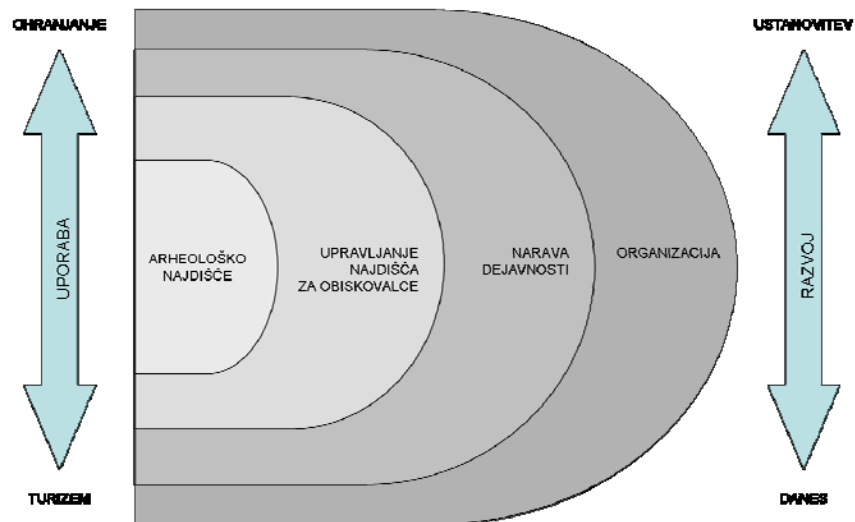 OHRANJANJE
USTANOVITEV
UPORABA
ARHEOLOŠKO
NAJDIŠČE
UPRAVLJANJE
NAJDIŠČA
ZA OBISKOVALCE
NARAVA
DEJAVNOSTI
ORGANIZACIJA
RAZVOJ
TURIZEM
DANES